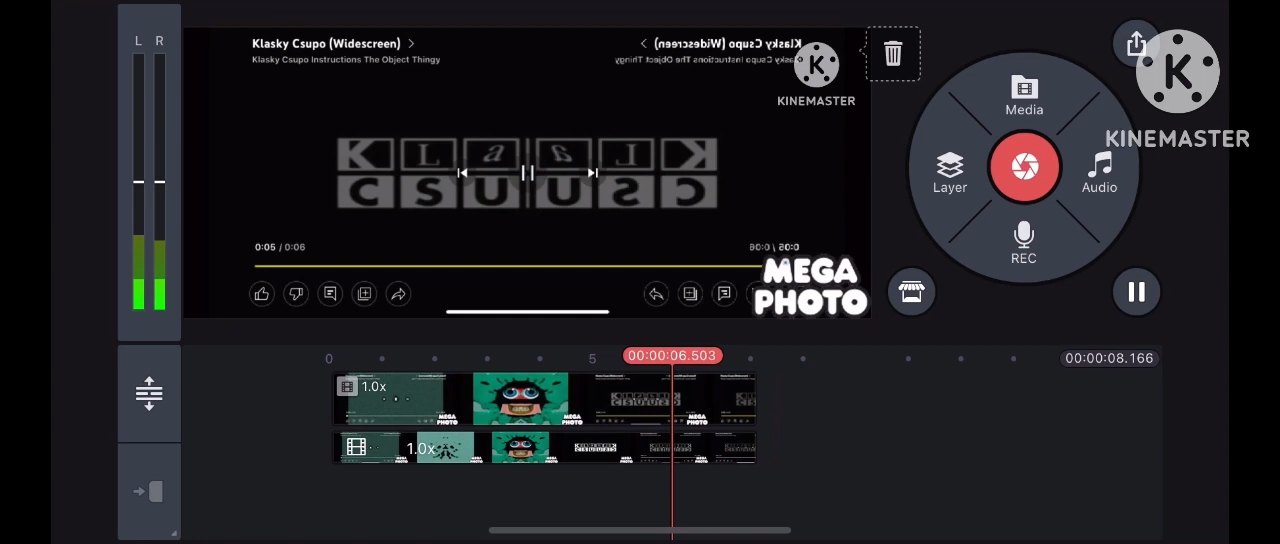 L R
Klasky Csupo (Widescreen) >
Klasky Csupo (Widescreen) >
Klasky Csupo Instructions The Object Thingy
Klasky Csupo Instructions The Object Thingy
KINEMASTER
K L a a L K
C S U U S C
0:05 / 0:06
0:05 / 0:06
MEGA
PHOTO
Media
Layer
Audio
REC
K
KINEMASTER
0
5
00:00:06.503
00:00:08.166
1.0x
MEGA
PHOTO
1.0x